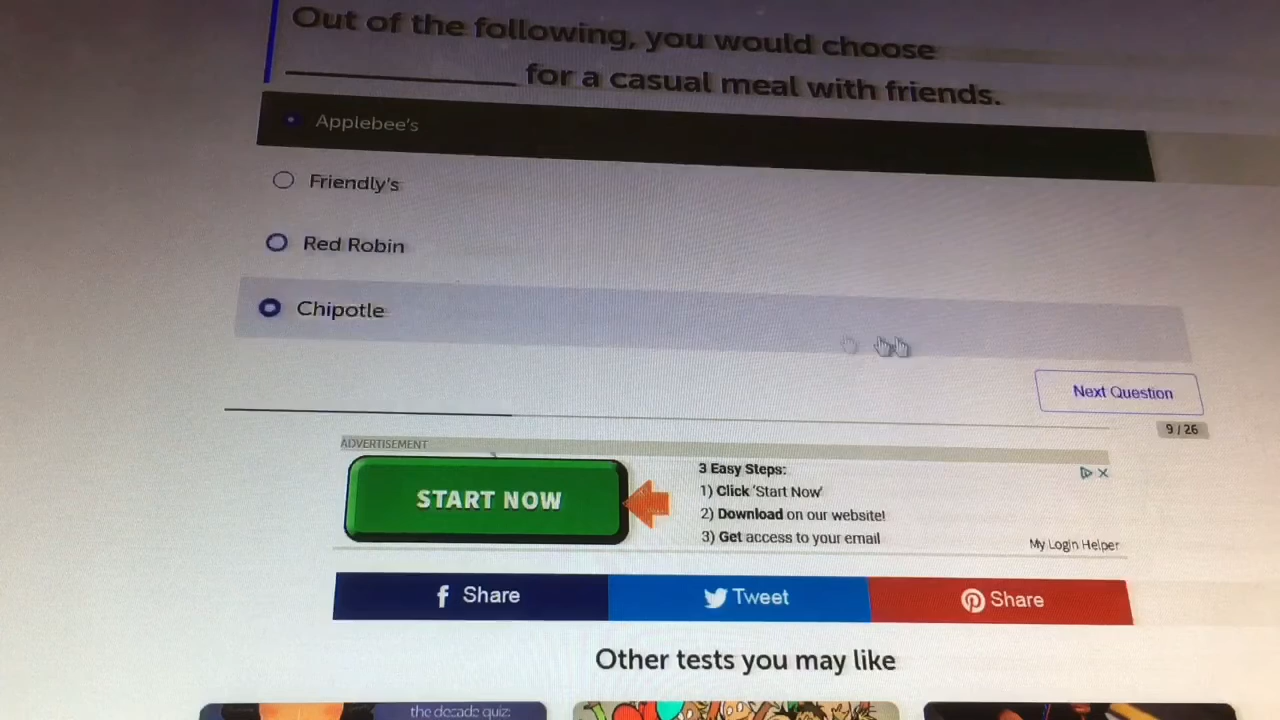 Out of the following, you would choose
__________ for a casual meal with friends.
Applebee's
Friendly's
Red Robin
Chipotle
Next Question
9 / 26
ADVERTISEMENT
START NOW
3 Easy Steps:
1) Click 'Start Now'
2) Download on our website!
3) Get access to your email
My Login Helper
f Share
Tweet
Share
Other tests you may like
the decade quiz